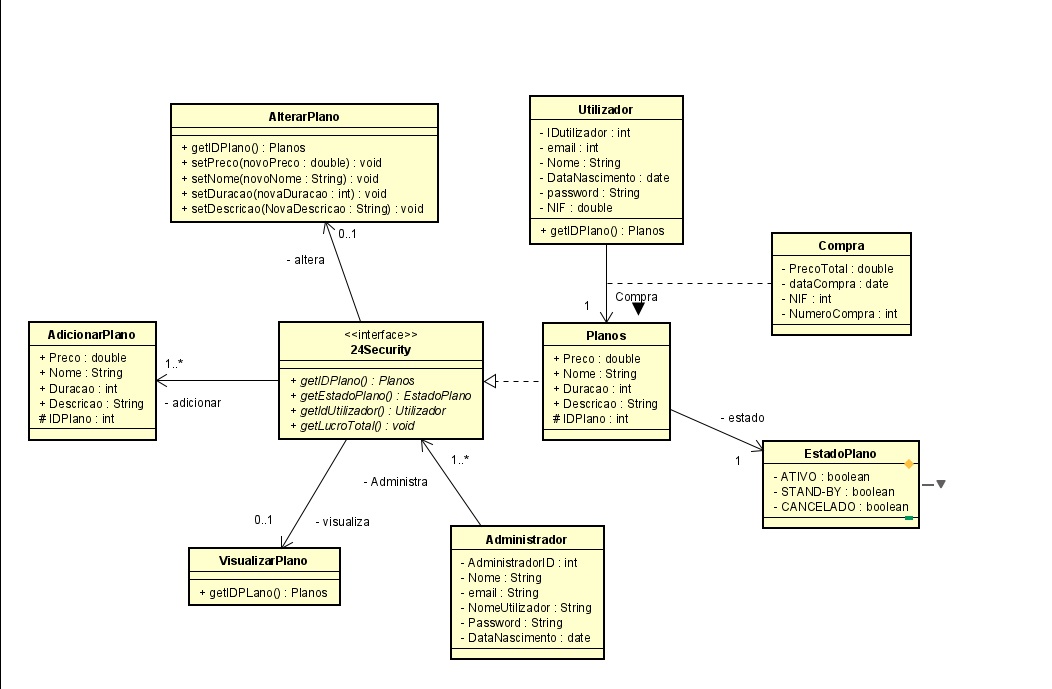 AlterarPlano
+ getIDPlano() : Planos
+ setPreco(novoPreco : double) : void
+ setNome(novoNome : String) : void
+ setDuracao(novaDuracao : int) : void
+ setDescricao(NovaDescricao : String) : void
Utilizador
- IDutilizador : int
- email : int
- Nome : String
- DataNascimento : date
- password : String
- NIF : double
+ getIDPlano() : Planos
Compra
- PrecoTotal : double
- dataCompra : date
- NIF : int
- NumeroCompra : int
0..1
- altera
Compra
1
AdicionarPlano
+ Preco : double
+ Nome : String
+ Duracao : int
+ Descricao : String
# IDPlano : int
1..*
- adicionar
<<interface>>
24Security
+ getIDPlano() : Planos
+ getEstadoPlano() : EstadoPlano
+ getIdUtilizador() : Utilizador
+ getLucroTotal() : void
Planos
+ Preco : double
+ Nome : String
+ Duracao : int
+ Descricao : String
# IDPlano : int
- estado
1
EstadoPlano
- ATIVO : boolean
- STAND-BY : boolean
- CANCELADO : boolean
1..*
- Administra
0..1
- visualiza
VisualizarPlano
+ getIDPLano() : Planos
Administrador
- AdministradorID : int
- Nome : String
- email : String
- NomeUtilizador : String
- Password : String
- DataNascimento : date